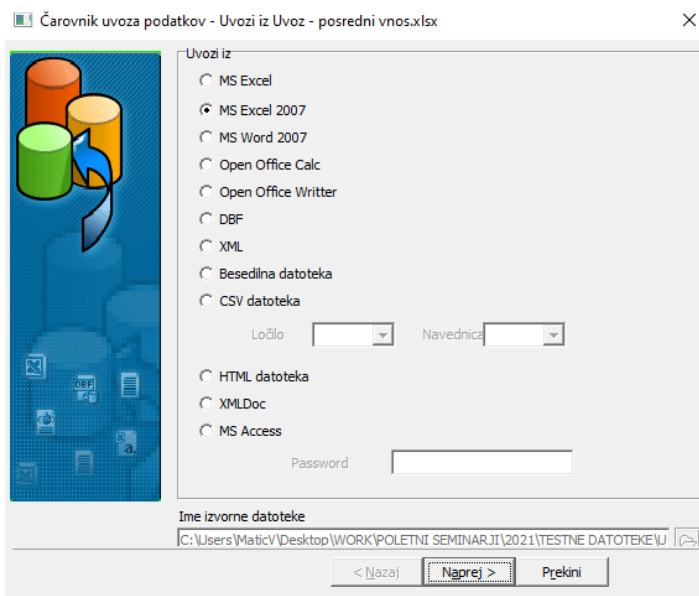 Čarovnik uvoza podatkov - Uvozi iz Uvoz - posredni vnos.xlsx
Uvozi iz
MS Excel
MS Excel 2007
MS Word 2007
Open Office Calc
Open Office Writter
DBF
XML
Besedilna datoteka
CSV datoteka
Ločilo Navednica
HTML datoteka
XMLDoc
MS Access
Password
DBF
a.
Ime izvorne datoteke
C:\Users\MaticV\Desktop\WORK\POLETNI SEMINARJI\2021\TESTNE DATOTEKE\U
< Nazaj Naprej > Prekini